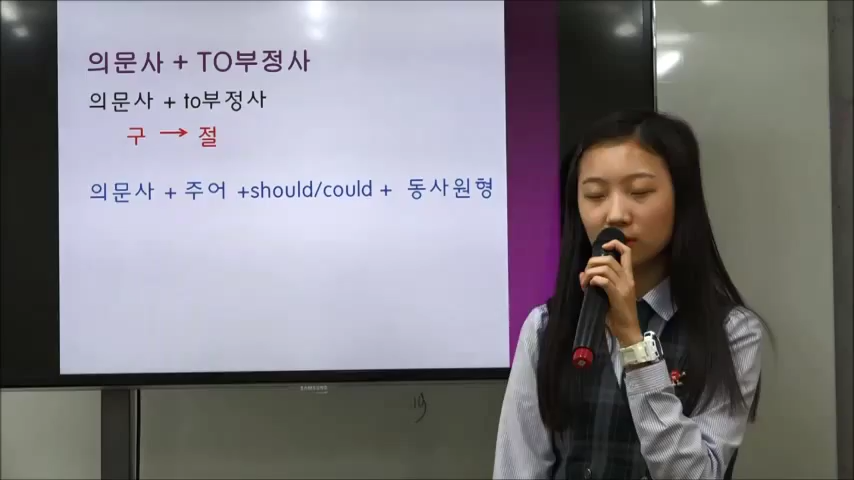 의문사 + TO부정사
의문사 + to부정사
구 → 절
의문사 + 주어 +should/could + 동사원형
19